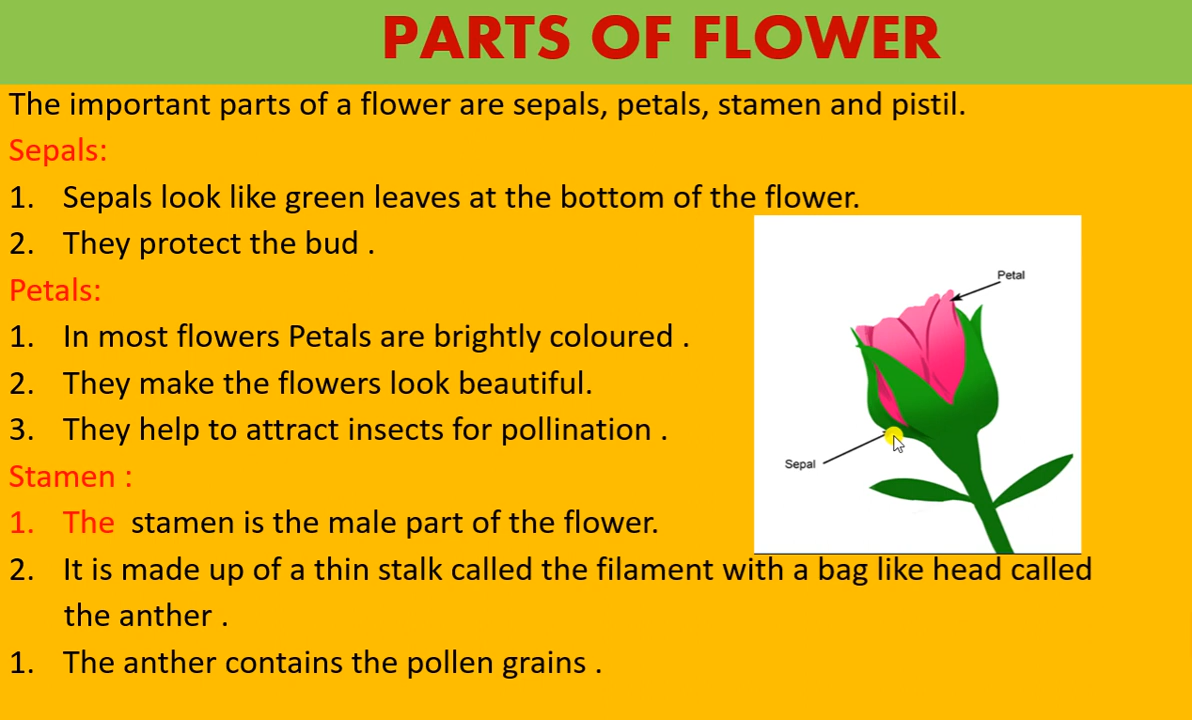 PARTS OF FLOWER
The important parts of a flower are sepals, petals, stamen and pistil.
Sepals:
1. Sepals look like green leaves at the bottom of the flower.
2. They protect the bud .
Petals:
1. In most flowers Petals are brightly coloured .
2. They make the flowers look beautiful.
3. They help to attract insects for pollination .
Stamen :
1. The stamen is the male part of the flower.
2. It is made up of a thin stalk called the filament with a bag like head called
the anther .
1. The anther contains the pollen grains .
Petal
Sepal